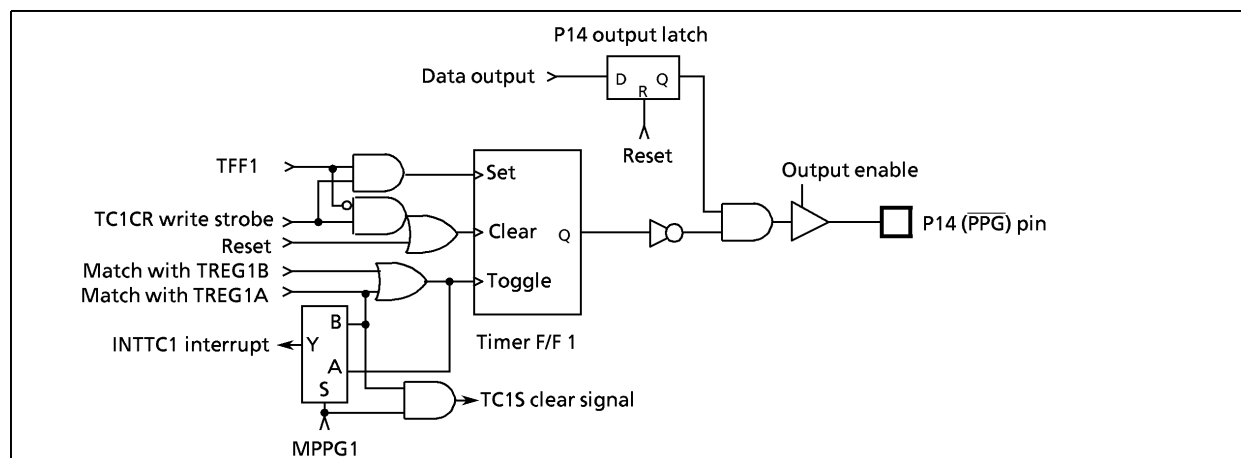 P14 output latch
Data output
D
Q
R
Reset
TFF1
Set
Output enable
TC1CR write strobe
Clear
Q
P14 (PPG) pin
Reset
Match with TREG1B
Toggle
Match with TREG1A
B
INTTC1 interrupt
Y
Timer F/F 1
A
S
TC1S clear signal
MPPG1